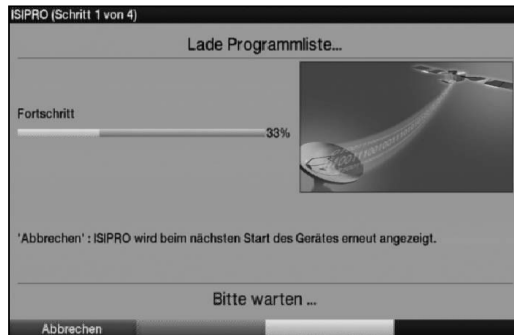 ISIPRO (Schritt 1 von 4)
Lade Programmliste...
Fortschritt
33%
'Abbrechen' : ISIPRO wird beim nächsten Start des Gerätes erneut angezeigt.
Bitte warten ...
Abbrechen